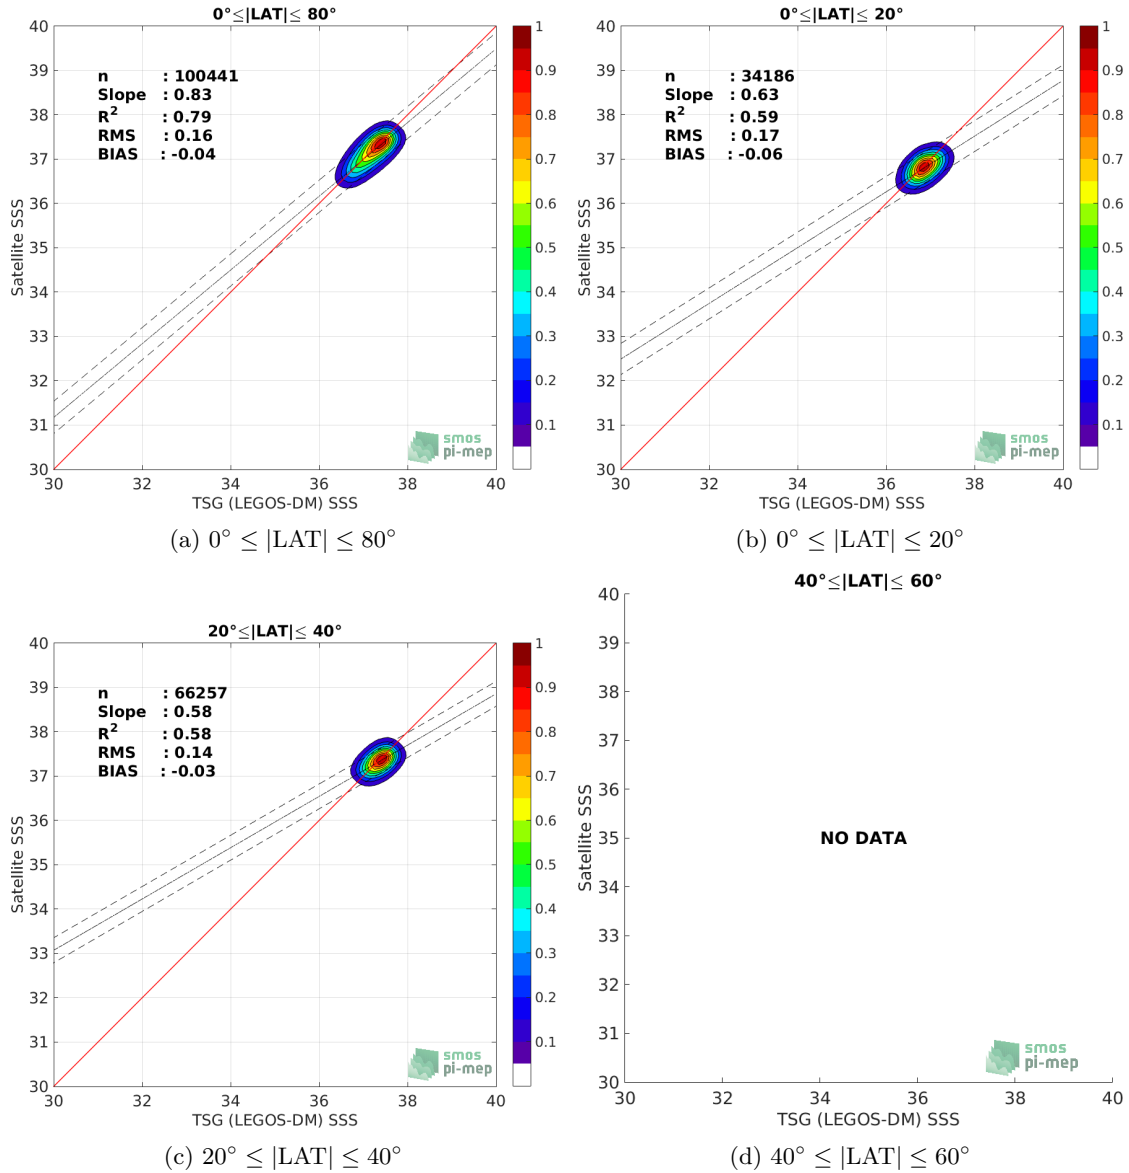 0°≤|LAT|≤ 80°
40
39
38
37
36
35
34
33
32
31
30
Satellite SSS
n : 100441
Slope : 0.83
R² : 0.79
RMS : 0.16
BIAS : -0.04
smos
pi-mep
30 32 34 36 38 40
TSG (LEGOS-DM) SSS
1
0.9
0.8
0.7
0.6
0.5
0.4
0.3
0.2
0.1
(a) 0° ≤ |LAT| ≤ 80°
0°≤|LAT|≤ 20°
40
39
38
37
36
35
34
33
32
31
30
Satellite SSS
n : 34186
Slope : 0.63
R² : 0.59
RMS : 0.17
BIAS : -0.06
smos
pi-mep
30 32 34 36 38 40
TSG (LEGOS-DM) SSS
1
0.9
0.8
0.7
0.6
0.5
0.4
0.3
0.2
0.1
(b) 0° ≤ |LAT| ≤ 20°
20°≤|LAT|≤ 40°
40
39
38
37
36
35
34
33
32
31
30
Satellite SSS
n : 66257
Slope : 0.58
R² : 0.58
RMS : 0.14
BIAS : -0.03
smos
pi-mep
30 32 34 36 38 40
TSG (LEGOS-DM) SSS
1
0.9
0.8
0.7
0.6
0.5
0.4
0.3
0.2
0.1
(c) 20° ≤ |LAT| ≤ 40°
40°≤|LAT|≤ 60°
40
39
38
37
36
35
34
33
32
31
30
Satellite SSS
NO DATA
smos
pi-mep
30 32 34 36 38 40
TSG (LEGOS-DM) SSS
(d) 40° ≤ |LAT| ≤ 60°